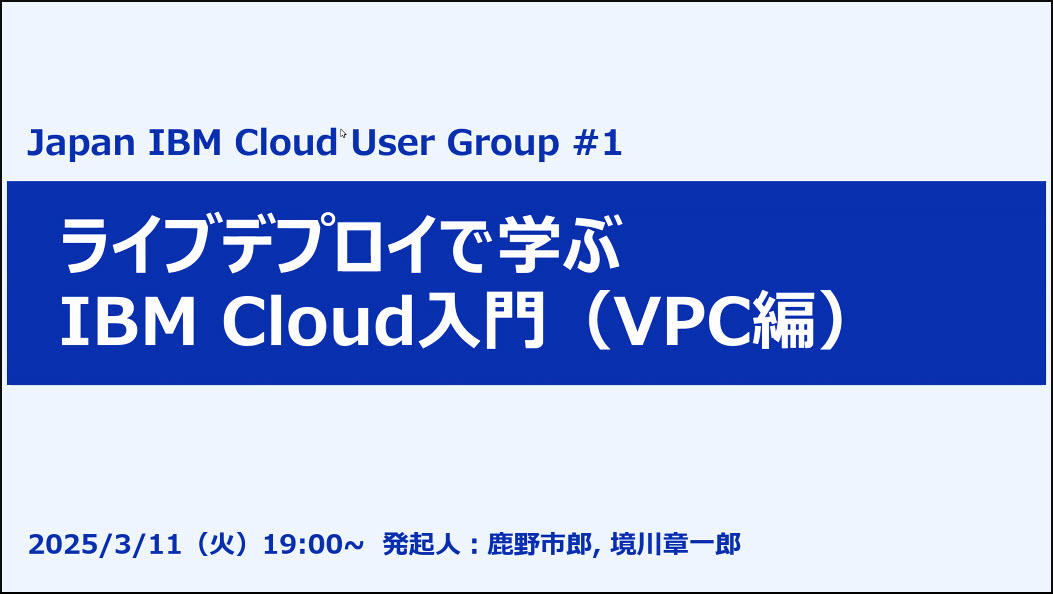 Japan IBM Cloud User Group #1
ライブデプロイで学ぶ
IBM Cloud入門（VPC編）
2025/3/11（火）19:00~ 発起人：鹿野市郎, 境川章一郎